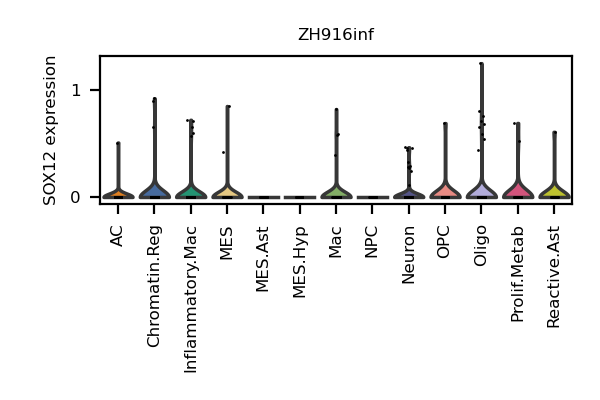 ZH916inf
SOX12 expression
1
0
AC
Chromatin.Reg
Inflammatory.Mac
MES
MES.Ast
MES.Hyp
Mac
NPC
Neuron
OPC
Oligo
Prolif.Metab
Reactive.Ast